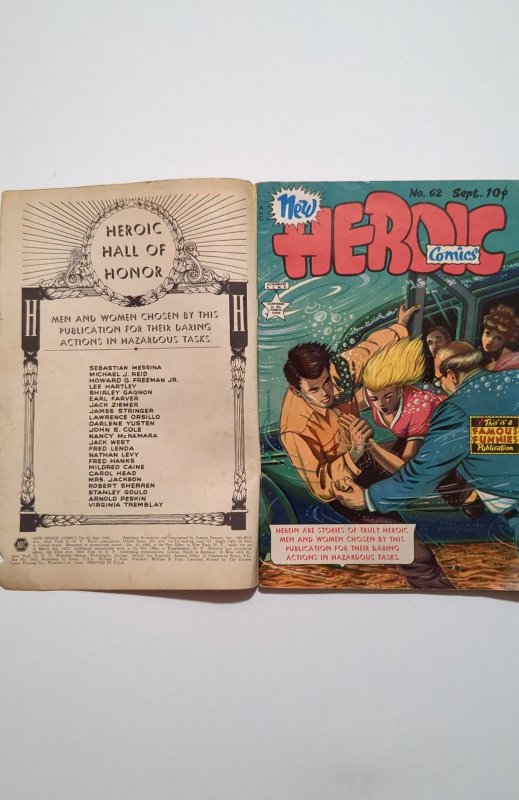 HEROIC
HALL OF
HONOR
H H
MEN AND WOMEN CHOSEN BY THIS
PUBLICATION FOR THEIR DARING
ACTIONS IN HAZARDOUS TASKS.
SEBASTIAN MESSINA
MICHAEL J. REID
HOWARD G. FREEMAN JR.
LEE HARTLEY
SHIRLEY GAGNON
EARL FARVER
JACK ZIEMER
JAMES STRINGER
LAWRENCE ORSILLO
DARLENE YUSTEN
JOHN S. COLE
NANCY McNAMARA
JACK WEST
FRED LENDA
NATHAN LEVY
FRED HANKS
MILDRED CAINE
CAROL HEAD
MRS. JACKSON
ROBERT SHERREN
STANLEY GOULD
ARNOLD PESKIN
VIRGINIA TREMBLAY
NEW HEROIC COMICS
PRINTED IN U.S.A.
No. 62 Sept. 10¢
New
HEROIC
Comics
This is a
FAMOUS
FUNNIES
Publication
HEREIN ARE STORIES OF TRULY HEROIC
MEN AND WOMEN CHOSEN BY THIS
PUBLICATION FOR THEIR DARING
ACTIONS IN HAZARDOUS TASKS.